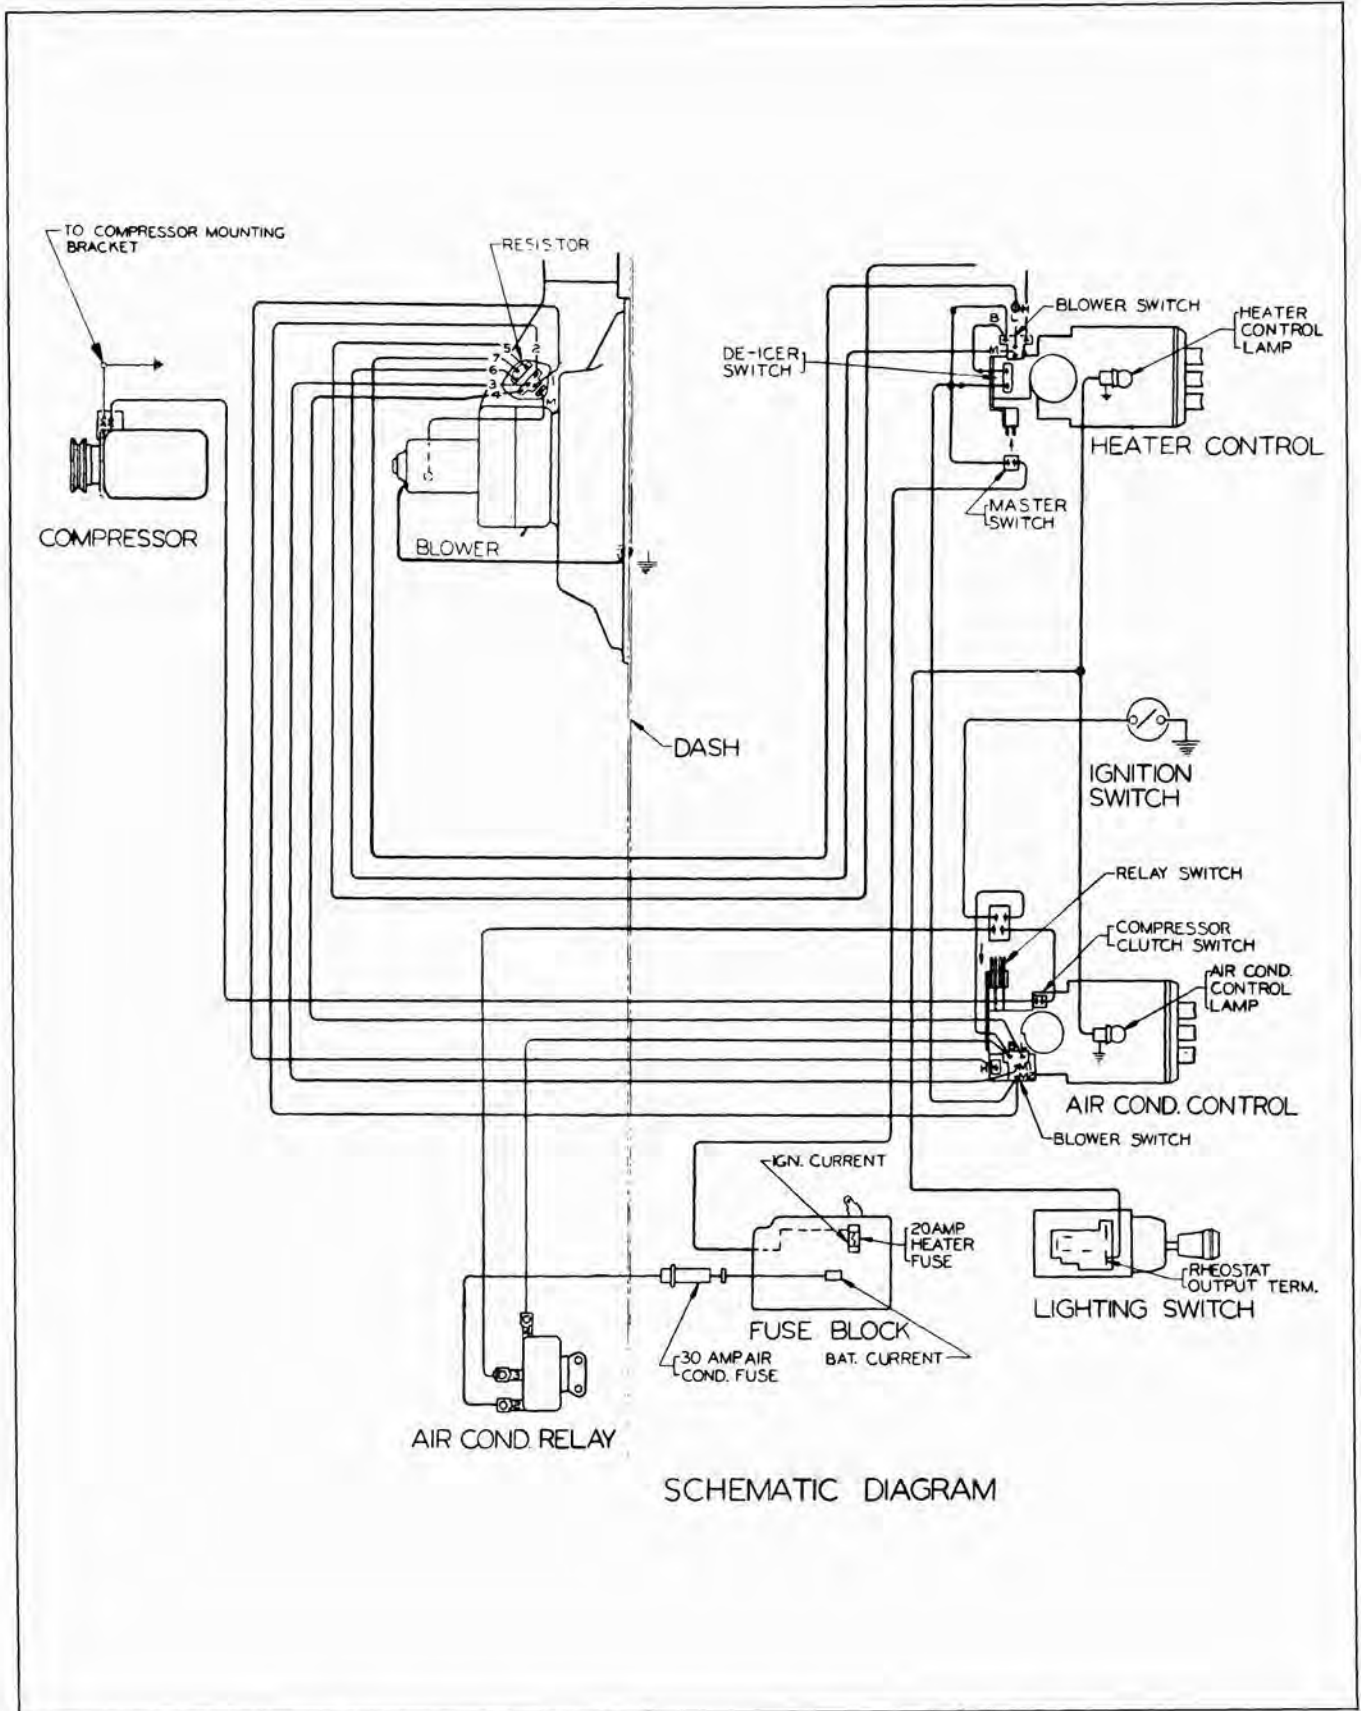 TO COMPRESSOR MOUNTING
BRACKET
RESISTOR
5
2
7
6
3
4
1
M
COMPRESSOR
BLOWER
DASH
B
L
H
M
BLOWER SWITCH
DE-ICER
SWITCH
HEATER
CONTROL
LAMP
HEATER CONTROL
MASTER
SWITCH
IGNITION
SWITCH
RELAY SWITCH
COMPRESSOR
CLUTCH SWITCH
AIR COND.
CONTROL
LAMP
AIR COND. CONTROL
BLOWER SWITCH
IGN. CURRENT
20 AMP
HEATER
FUSE
FUSE BLOCK
30 AMP. AIR
COND. FUSE
BAT. CURRENT
RHEOSTAT
OUTPUT TERM.
LIGHTING SWITCH
AIR COND. RELAY
SCHEMATIC DIAGRAM